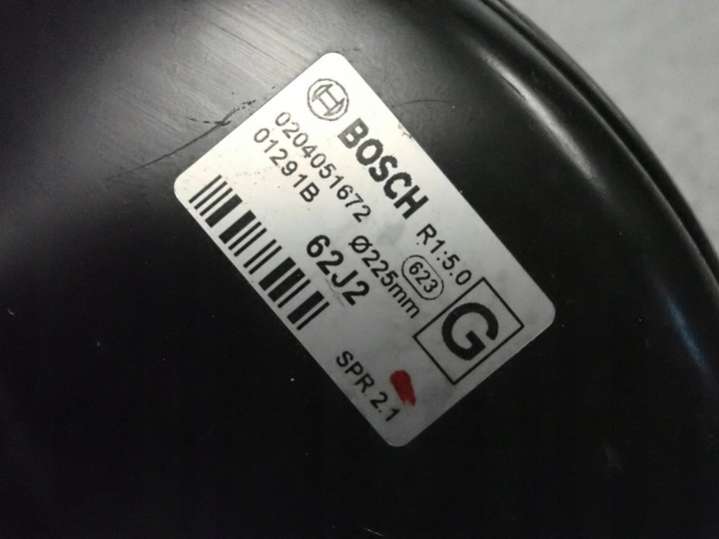 BOSCH R1:5.0
0204051672 Ø225mm 623 G
01291B 62J2
SPR 2.1